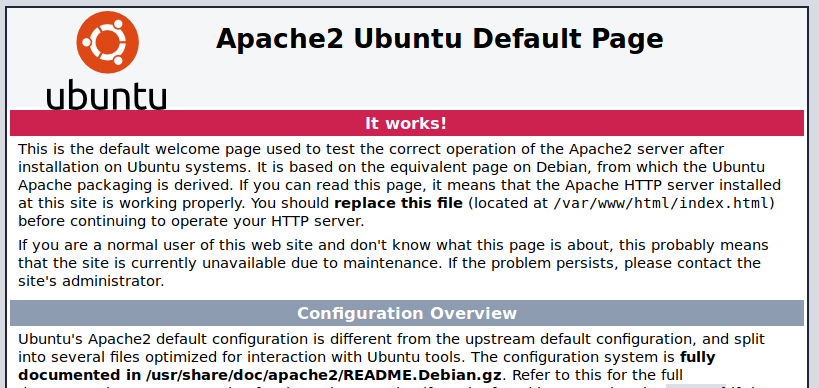 Apache2 Ubuntu Default Page
ubuntu
It works!
This is the default welcome page used to test the correct operation of the Apache2 server after
installation on Ubuntu systems. It is based on the equivalent page on Debian, from which the Ubuntu
Apache packaging is derived. If you can read this page, it means that the Apache HTTP server installed
at this site is working properly. You should replace this file (located at /var/www/html/index.html)
before continuing to operate your HTTP server.
If you are a normal user of this web site and don't know what this page is about, this probably means
that the site is currently unavailable due to maintenance. If the problem persists, please contact the
site's administrator.
Configuration Overview
Ubuntu's Apache2 default configuration is different from the upstream default configuration, and split
into several files optimized for interaction with Ubuntu tools. The configuration system is fully
documented in /usr/share/doc/apache2/README.Debian.gz. Refer to this for the full